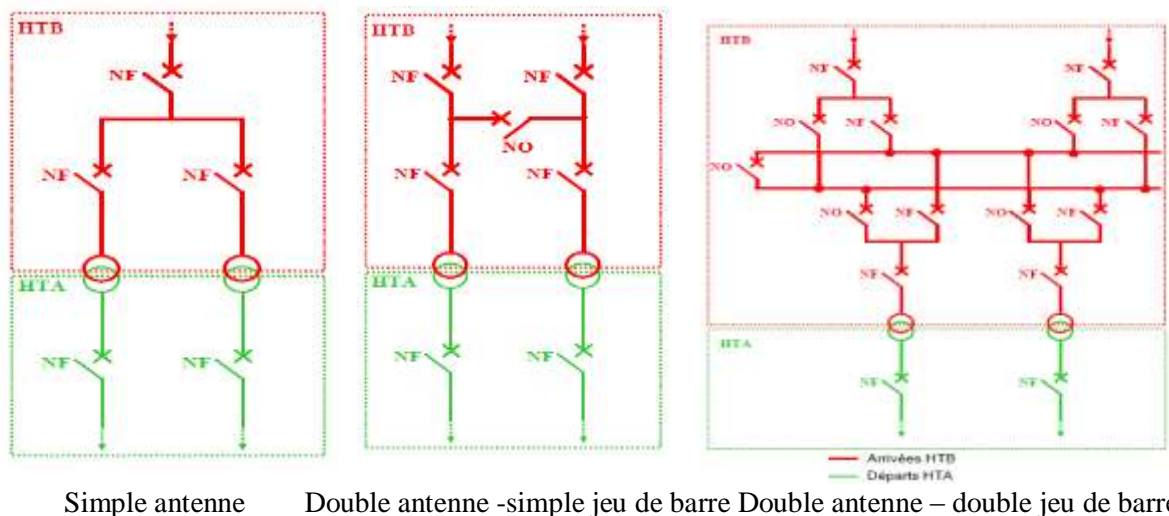 HTB
NF
NF NF
HTA
NF NF
HTB
NF NF
NO
NF NF
HTA
NF NF
HTB
NF NF
NO NF NO NF
NO
NO NF NO NF
NF NF
HTA
NF NF
Arrivées HTB
Départs HTA
Simple antenne Double antenne -simple jeu de barre Double antenne – double jeu de barre